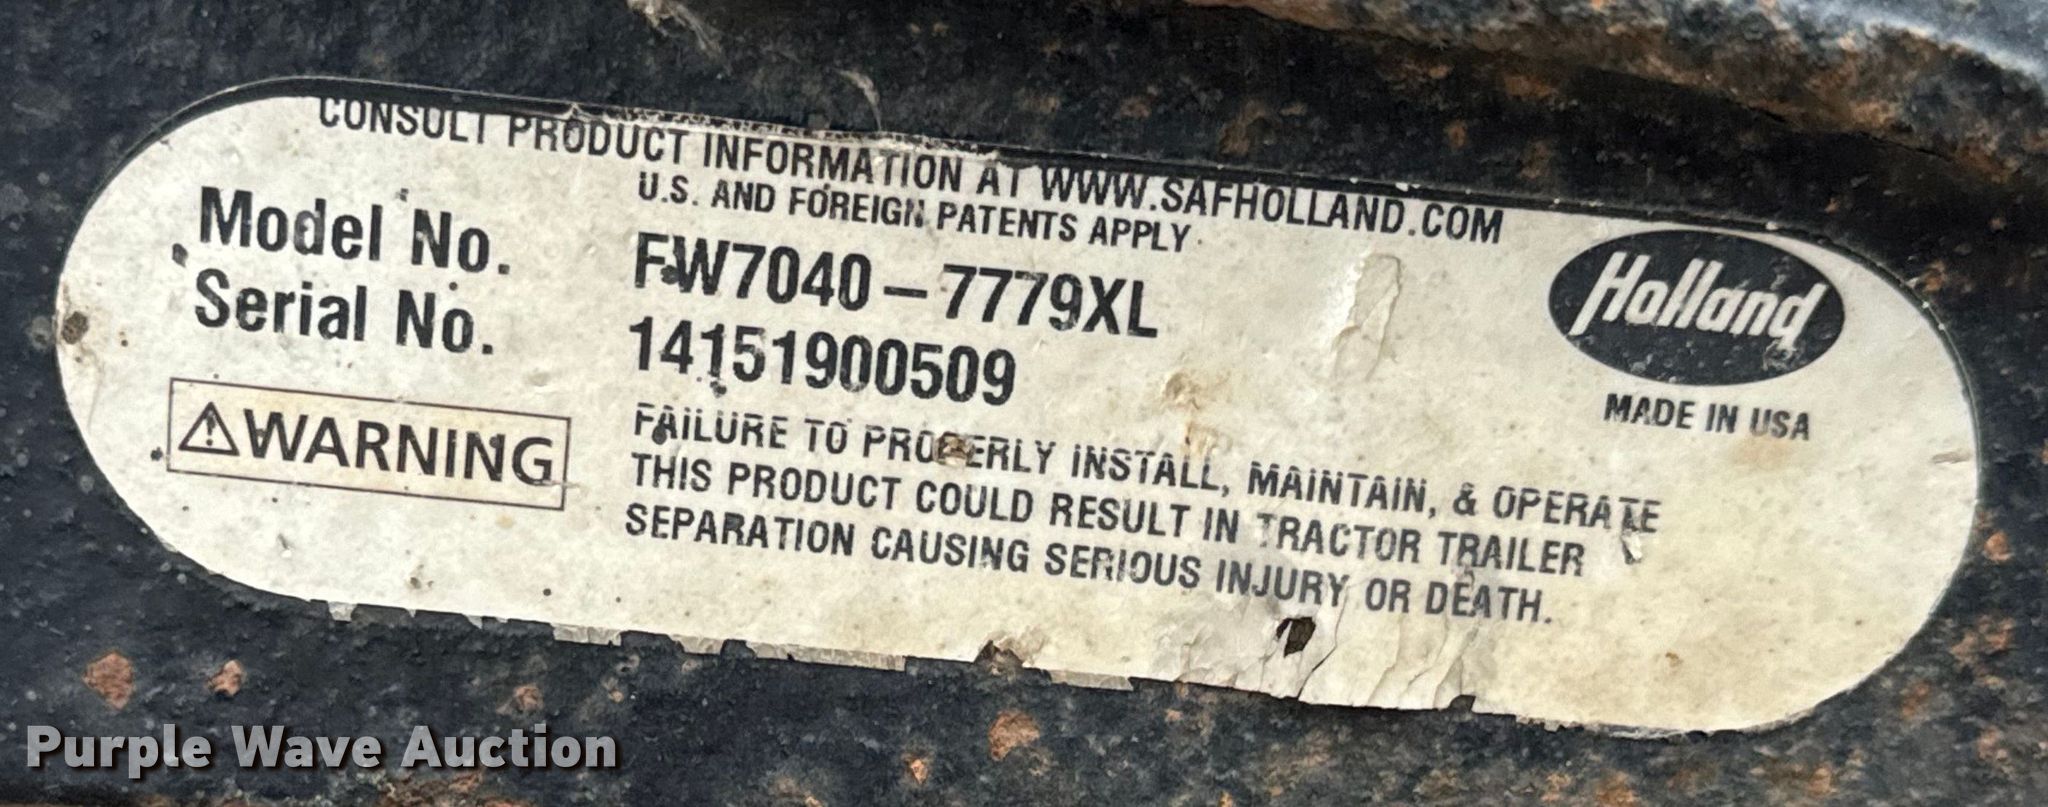 CONSULT PRODUCT INFORMATION AT WWW.SAFHOLLAND.COM
U.S. AND FOREIGN PATENTS APPLY
Model No. FW7040-7779XL
Serial No. 14151900509
Holland
MADE IN USA
⚠WARNING
FAILURE TO PROPERLY INSTALL, MAINTAIN, & OPERATE
THIS PRODUCT COULD RESULT IN TRACTOR TRAILER
SEPARATION CAUSING SERIOUS INJURY OR DEATH.
Purple Wave Auction